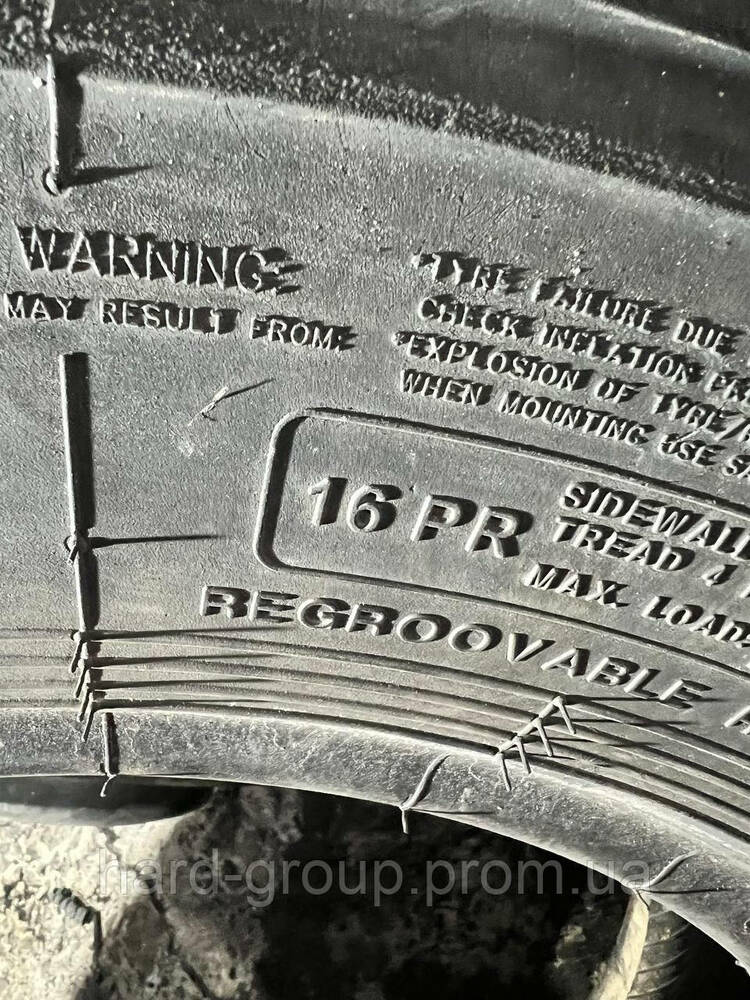 WARNING:
MAY RESULT FROM:
•TYRE FAILURE DUE
CHECK INFLATION
•EXPLOSION OF TYRE/
WHEN MOUNTING USE
16 PR
SIDEWALL
TREAD 4
MAX. LOAD
REGROOVABLE
hard-group.prom.ua